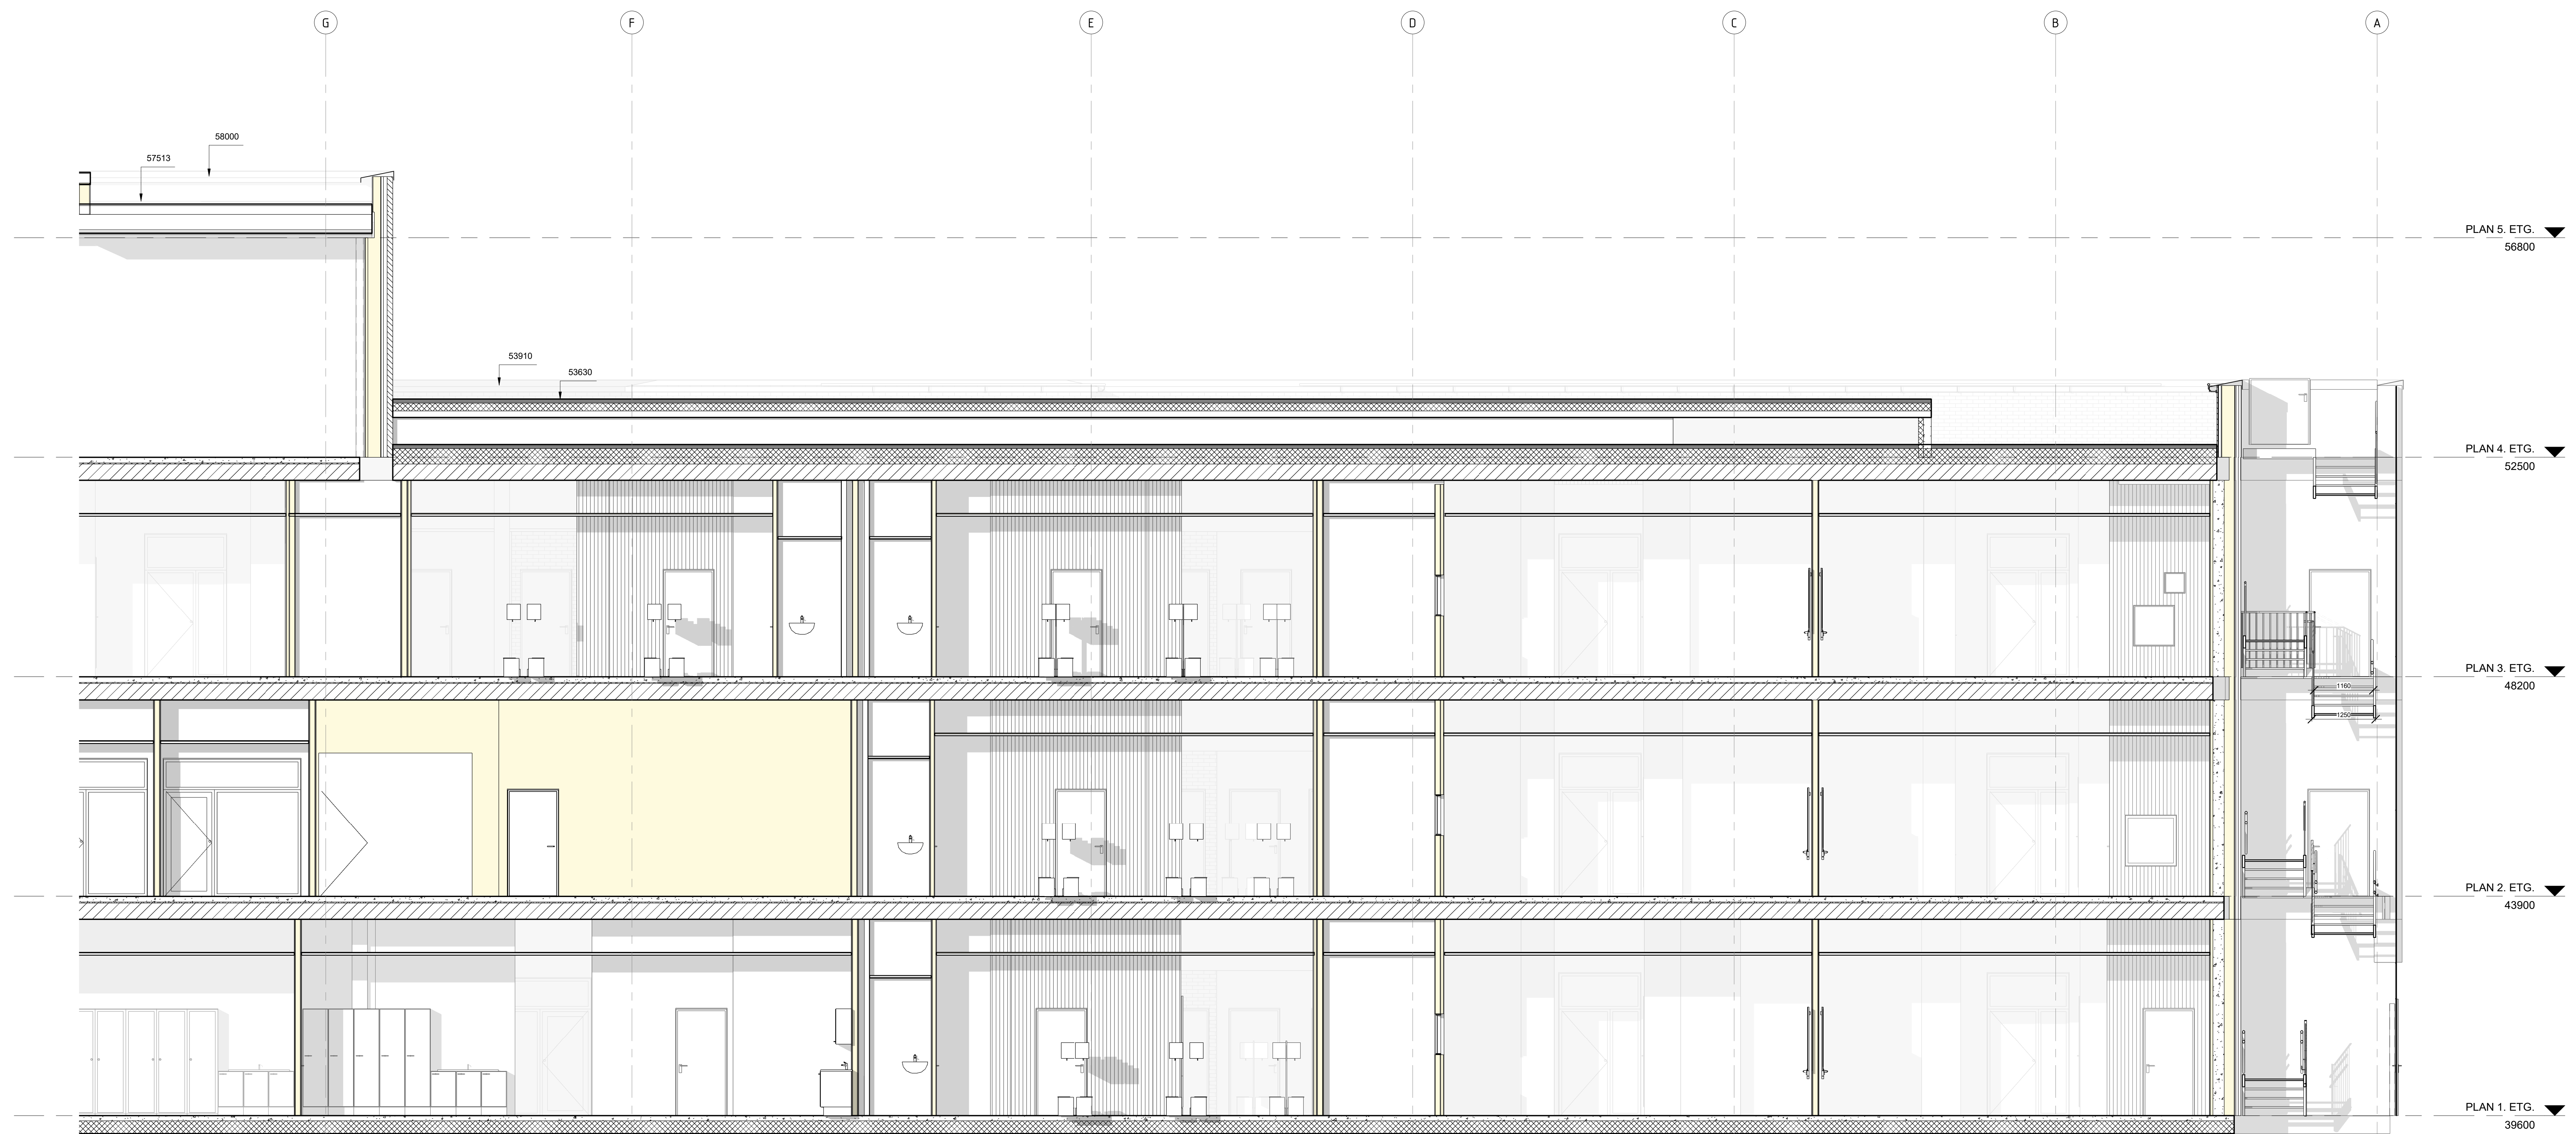 G F E D C B A
58000
57513
PLAN 5. ETG.
56800
53910
53630
PLAN 4. ETG.
52500
PLAN 3. ETG.
48200
1160
1250
PLAN 2. ETG.
43900
PLAN 1. ETG.
39600